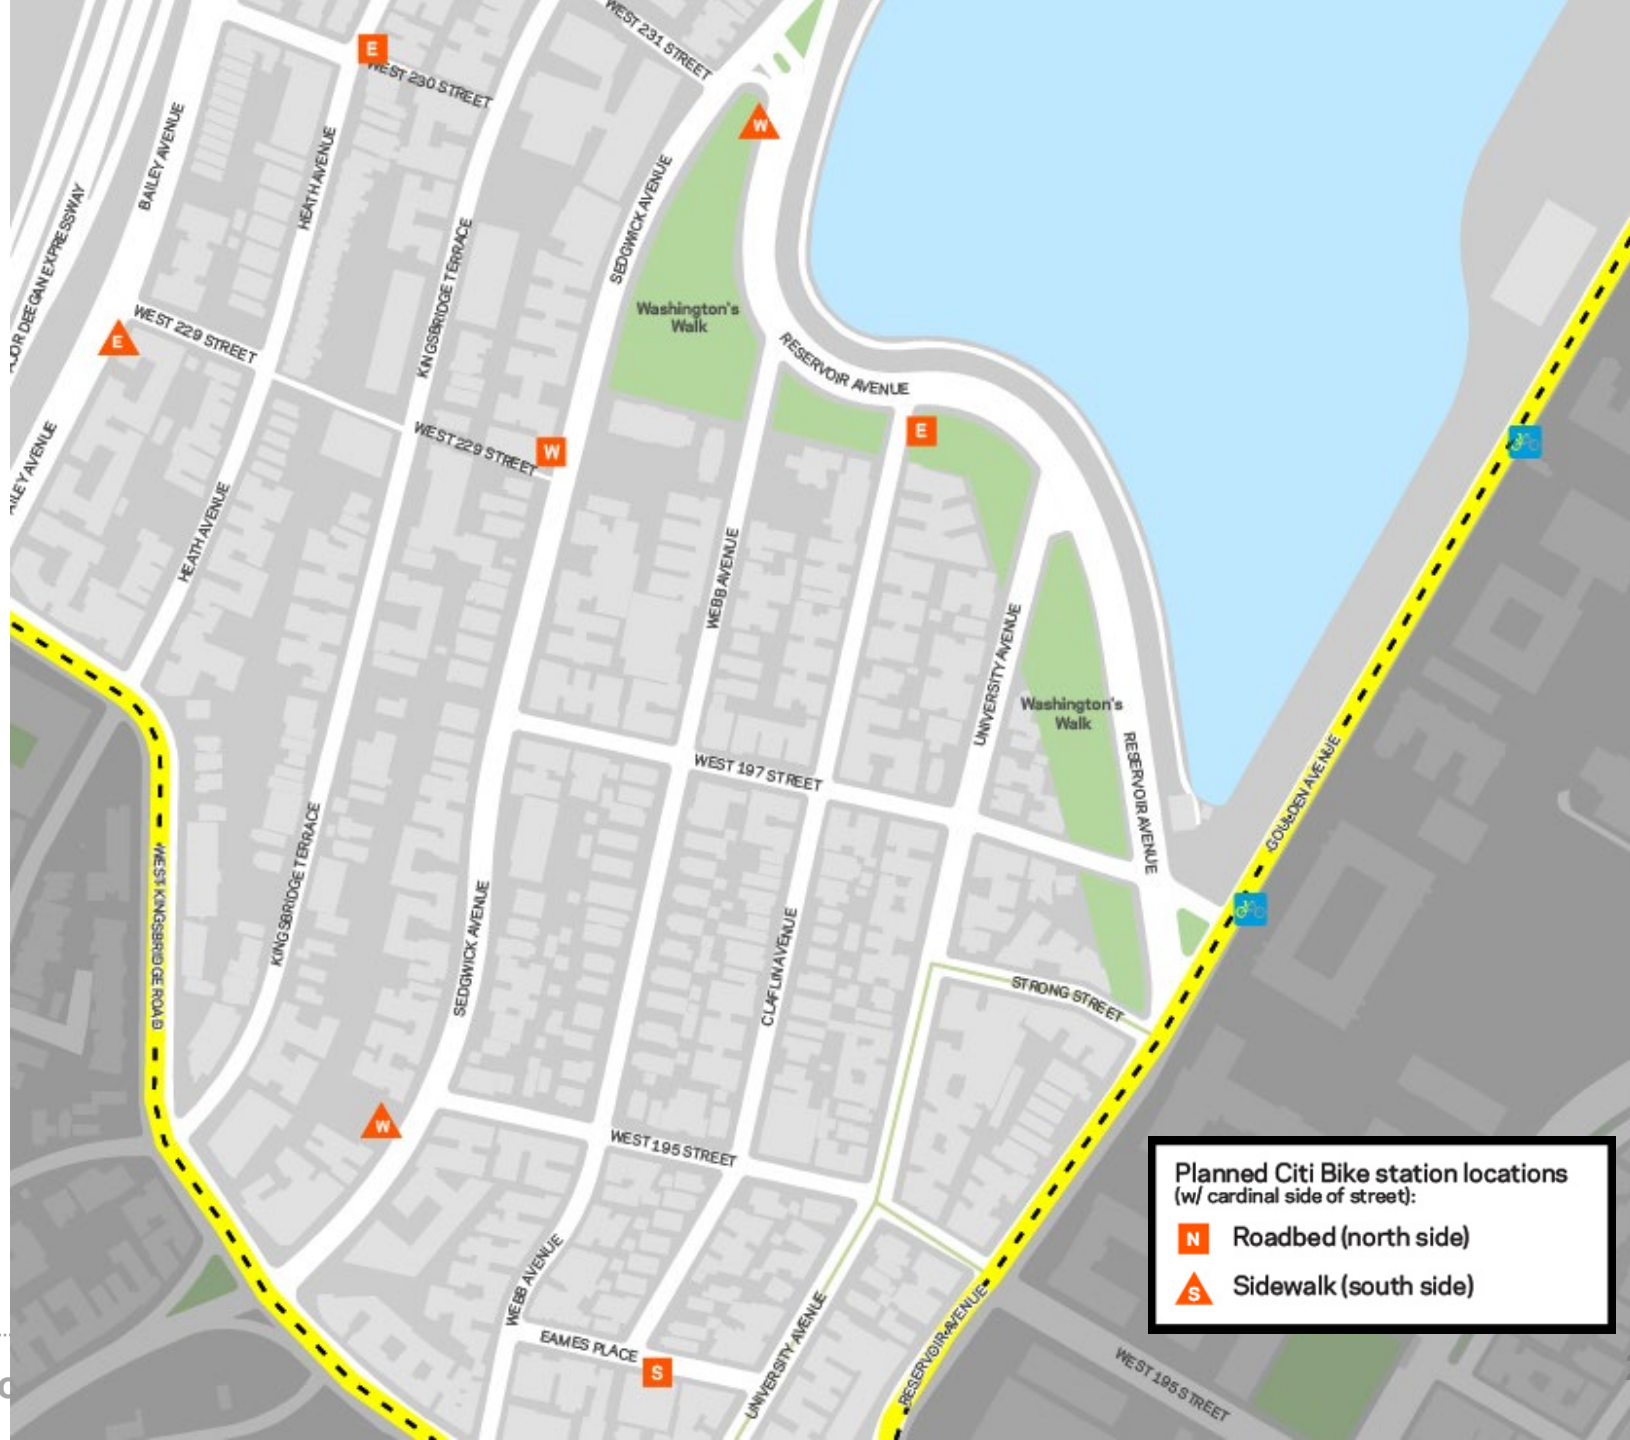 WEST 231 STREET
E
WEST 230 STREET
W
BAILEY AVENUE
HEATH AVENUE
SEDGWICK AVENUE
KINGSBRIDGE TERRACE
Washington's
Walk
WEST 229 STREET
E
RESERVOIR AVENUE
E
WEST 229 STREET
W
HEATH AVENUE
WEBB AVENUE
UNIVERSITY AVENUE
Washington's
Walk
WEST 197 STREET
RESERVOIR AVENUE
GOULDEN AVENUE
KINGSBRIDGE TERRACE
WEST KINGSBRIDGE ROAD
SEDGWICK AVENUE
CLAFLIN AVENUE
STRONG STREET
W
WEST 195 STREET
WEBB AVENUE
EAMES PLACE
S
UNIVERSITY AVENUE
RESERVOIR AVENUE
WEST 195 STREET
Planned Citi Bike station locations
(w/ cardinal side of street):
N Roadbed (north side)
S Sidewalk (south side)